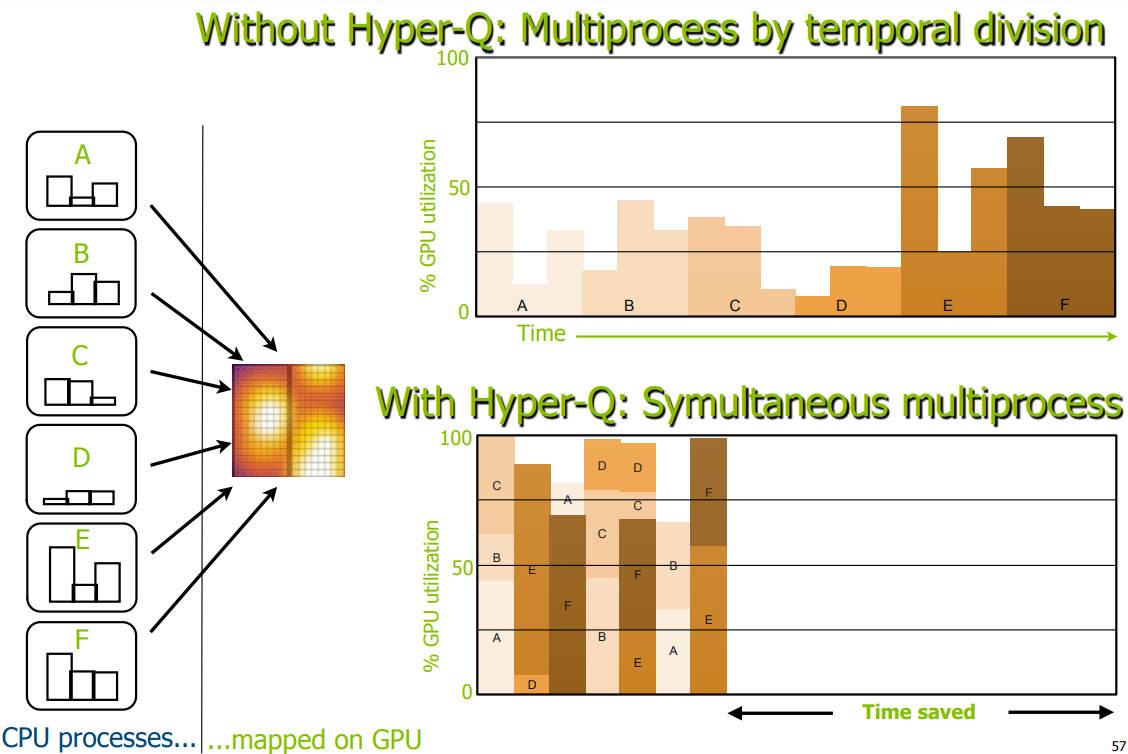 Without Hyper-Q: Multiprocess by temporal division
A
B
C
D
E
F
CPU processes...
...mapped on GPU
100
50
0
% GPU utilization
A B C D E F
Time
With Hyper-Q: Symultaneous multiprocess
100
50
0
% GPU utilization
C
B
A
E
D
A
F
D
C
B
D
C
F
E
B
A
F
E
Time saved
57